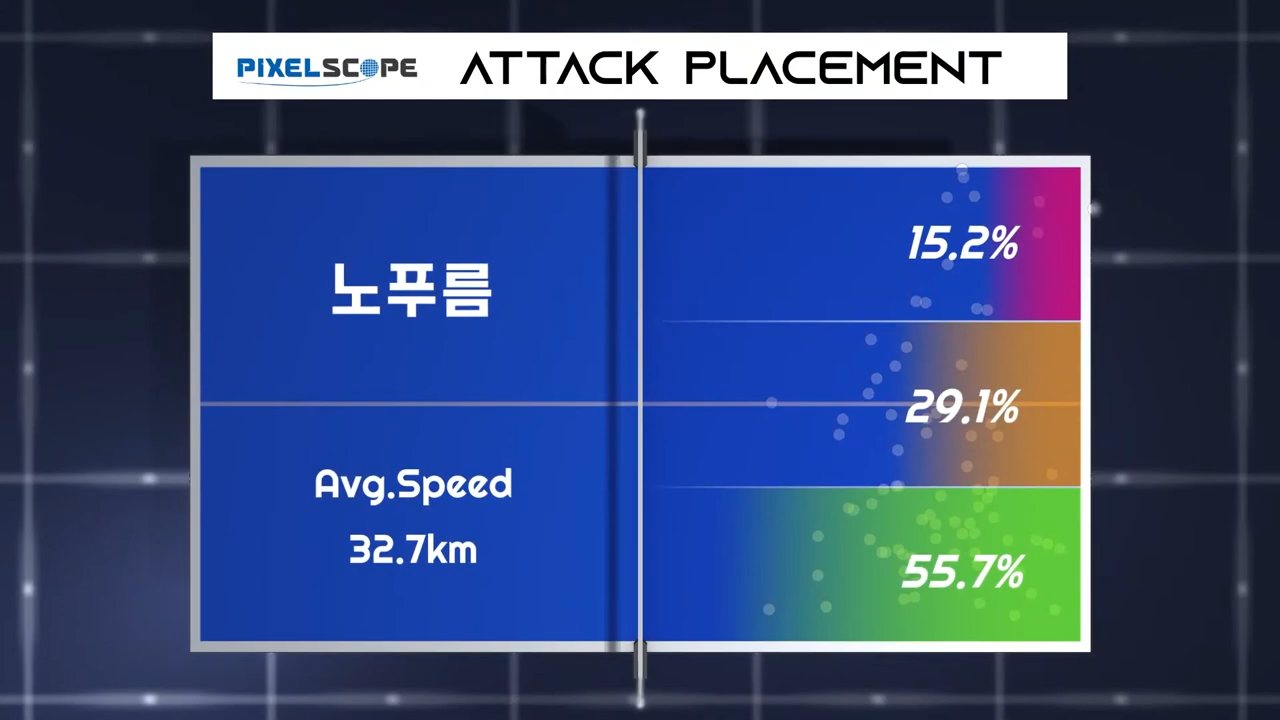 PIXELSCOPE ATTACK PLACEMENT
노푸름
Avg.Speed
32.7km
15.2%
29.1%
55.7%